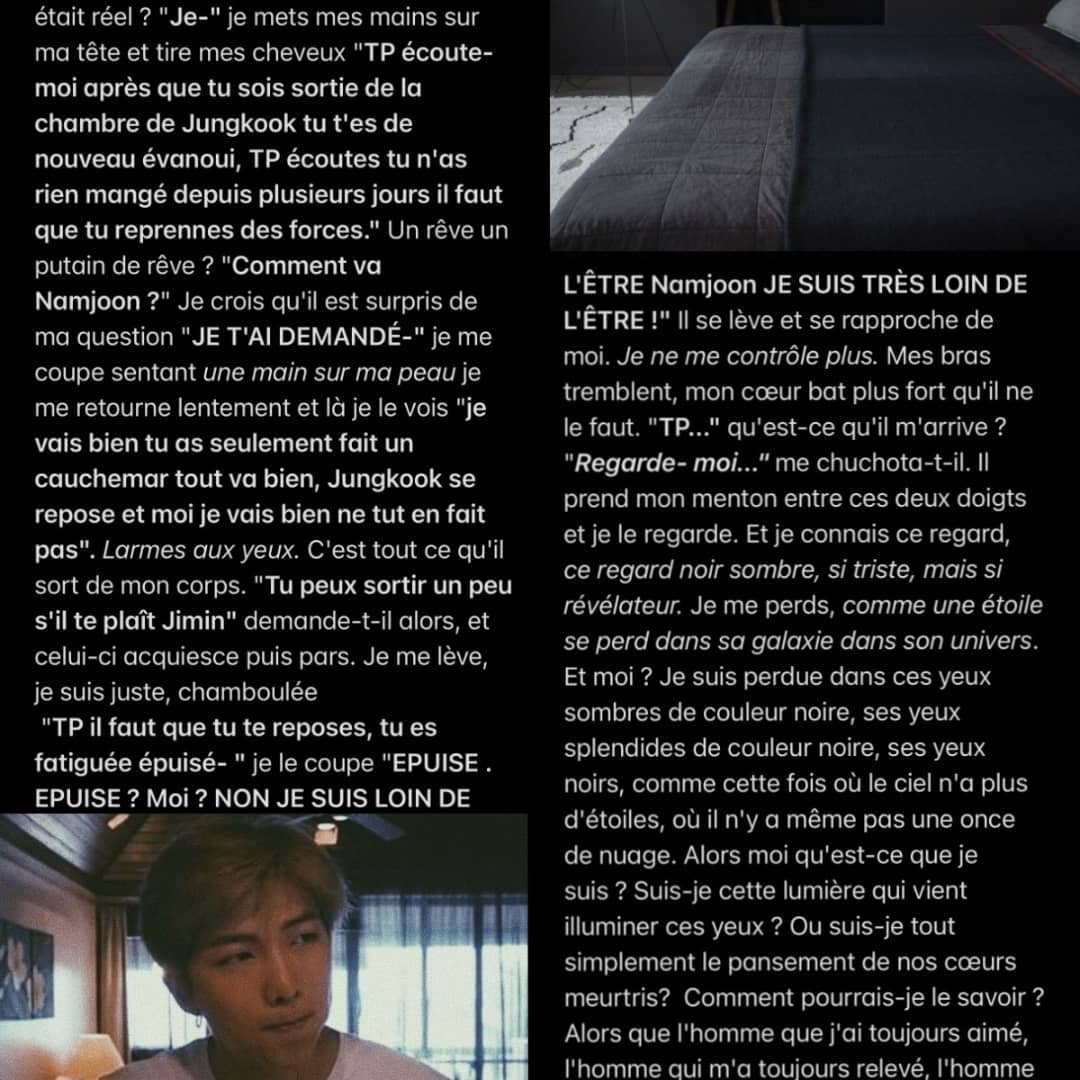 était réel ? "Je-" je mets mes mains sur
ma tête et tire mes cheveux "TP écoute-
moi après que tu sois sortie de la
chambre de Jungkook tu t'es de
nouveau évanoui, TP écoutes tu n'as
rien mangé depuis plusieurs jours il faut
que tu reprennes des forces." Un rêve un
putain de rêve ? "Comment va
Namjoon ?" Je crois qu'il est surpris de
ma question "JE T'AI DEMANDÉ-" je me
coupe sentant une main sur ma peau je
me retourne lentement et là je le vois "je
vais bien tu as seulement fait un
cauchemar tout va bien, Jungkook se
repose et moi je vais bien ne tut en fait
pas". Larmes aux yeux. C'est tout ce qu'il
sort de mon corps. "Tu peux sortir un peu
s'il te plaît Jimin" demande-t-il alors, et
celui-ci acquiesce puis pars. Je me lève,
je suis juste, chamboulée
"TP il faut que tu te reposes, tu es
fatiguée épuisé- " je le coupe "EPUISE .
EPUISE ? Moi ? NON JE SUIS LOIN DE
L'ÊTRE Namjoon JE SUIS TRÈS LOIN DE
L'ÊTRE !" Il se lève et se rapproche de
moi. Je ne me contrôle plus. Mes bras
tremblent, mon cœur bat plus fort qu'il ne
le faut. "TP..." qu'est-ce qu'il m'arrive ?
"Regarde- moi..." me chuchota-t-il. Il
prend mon menton entre ces deux doigts
et je le regarde. Et je connais ce regard,
ce regard noir sombre, si triste, mais si
révélateur. Je me perds, comme une étoile
se perd dans sa galaxie dans son univers.
Et moi ? Je suis perdue dans ces yeux
sombres de couleur noire, ses yeux
splendides de couleur noire, ses yeux
noirs, comme cette fois où le ciel n'a plus
d'étoiles, où il n'y a même pas une once
de nuage. Alors moi qu'est-ce que je
suis ? Suis-je cette lumière qui vient
illuminer ces yeux ? Ou suis-je tout
simplement le pansement de nos cœurs
meurtris?  Comment pourrais-je le savoir ?
Alors que l'homme que j'ai toujours aimé,
l'homme qui m'a toujours relevé, l'homme